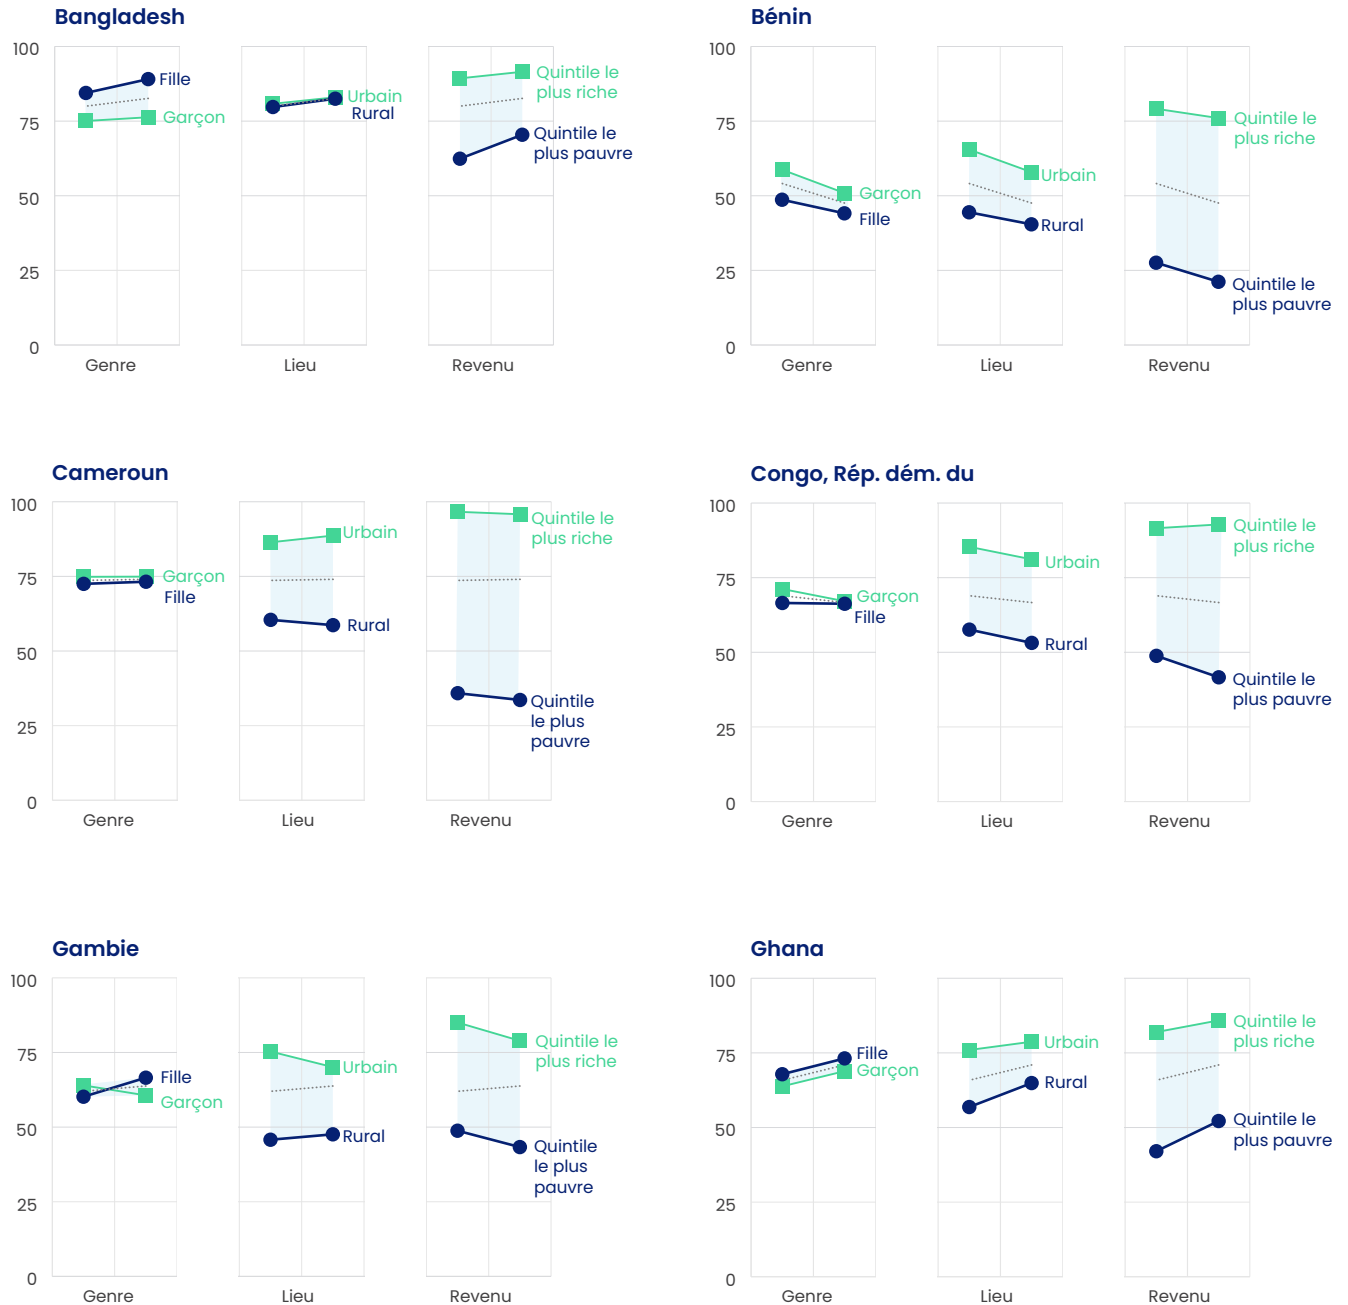 Bangladesh
100
75
50
25
0
Fille
Garçon
Genre
Urbain
Rural
Lieu
Quintile le
plus riche
Quintile le
plus pauvre
Revenu
Bénin
100
75
50
25
0
Garçon
Fille
Genre
Urbain
Rural
Lieu
Quintile le
plus riche
Quintile le
plus pauvre
Revenu
Cameroun
100
75
50
25
0
Garçon
Fille
Genre
Urbain
Rural
Lieu
Quintile le
plus riche
Quintile
le plus
pauvre
Revenu
Congo, Rép. dém. du
100
75
50
25
0
Garçon
Fille
Genre
Urbain
Rural
Lieu
Quintile le
plus riche
Quintile le
plus pauvre
Revenu
Gambie
100
75
50
25
0
Fille
Garçon
Genre
Urbain
Rural
Lieu
Quintile le
plus riche
Quintile
le plus
pauvre
Revenu
Ghana
100
75
50
25
0
Fille
Garçon
Genre
Urbain
Rural
Lieu
Quintile le
plus riche
Quintile le
plus pauvre
Revenu